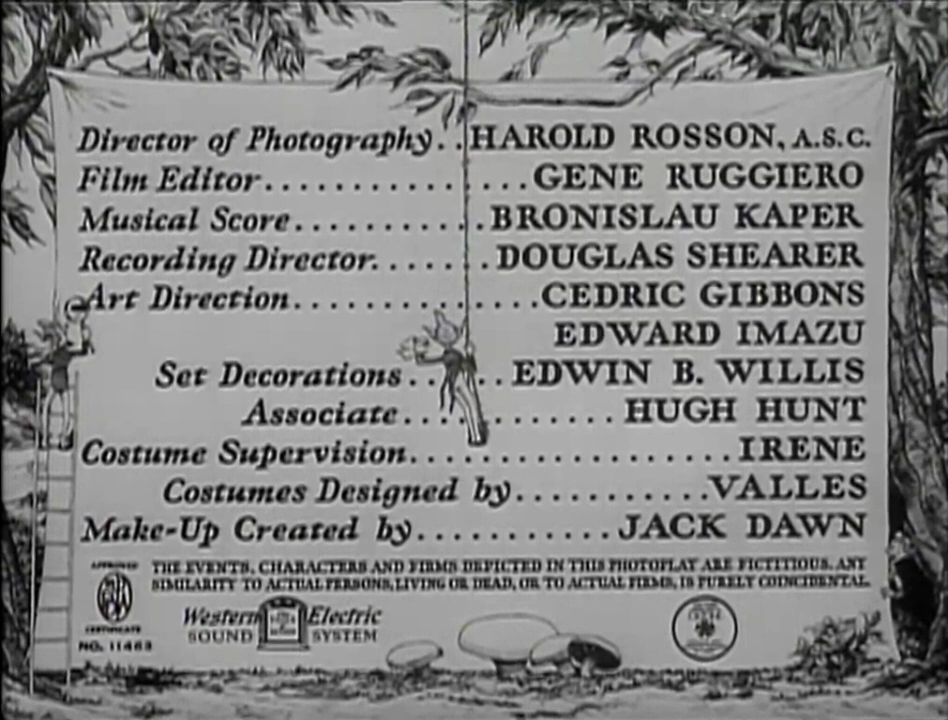 Director of Photography..HAROLD ROSSON, A.S.C.
Film Editor................GENE RUGGIERO
Musical Score...........BRONISLAU KAPER
Recording Director.......DOUGLAS SHEARER
Art Direction..............CEDRIC GIBBONS
EDWARD IMAZU
Set Decorations.....EDWIN B. WILLIS
Associate............HUGH HUNT
Costume Supervision...................IRENE
Costumes Designed by...........VALLES
Make-Up Created by............JACK DAWN
THE EVENTS, CHARACTERS AND FIRMS DEPICTED IN THIS PHOTOPLAY ARE FICTITIOUS. ANY
SIMILARITY TO ACTUAL PERSONS, LIVING OR DEAD, OR TO ACTUAL FIRMS, IS PURELY COINCIDENTAL.
APPROVED
CERTIFICATE
NO. 11463
Western Electric
SOUND SYSTEM